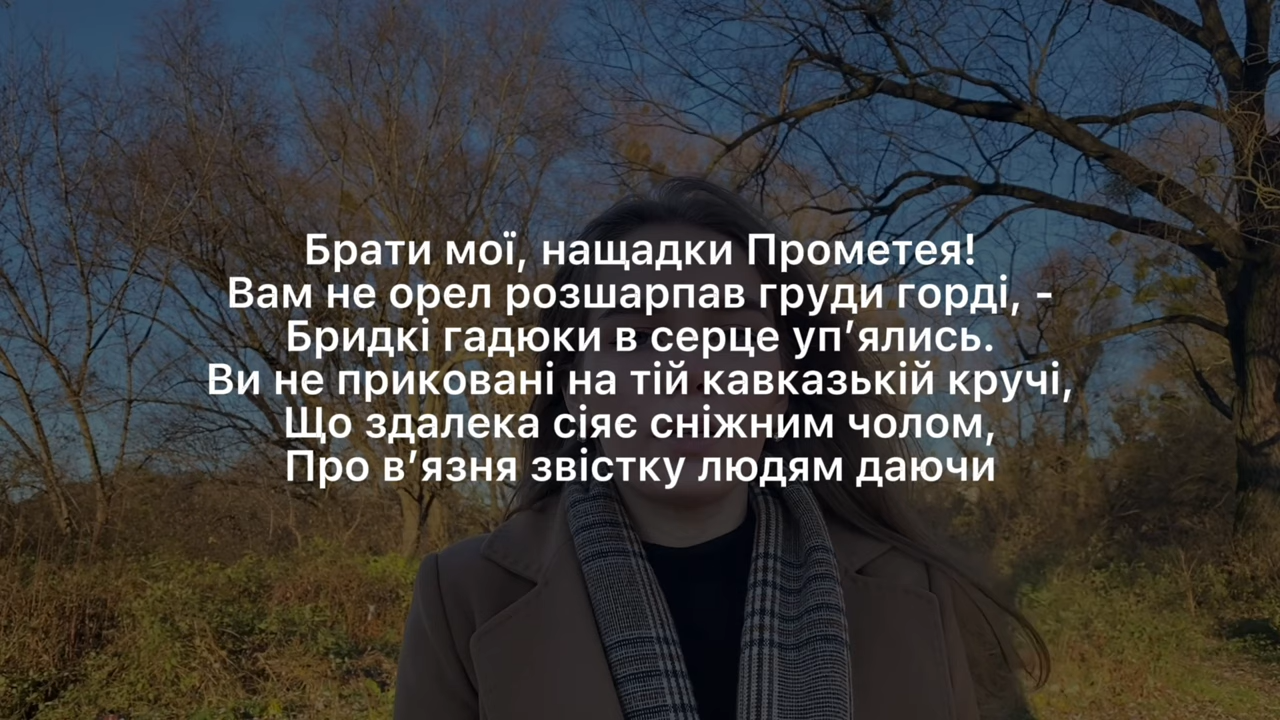 Брати мої, нащадки Прометея!
Вам не орел розшарпав груди горді, -
Бридкі гадюки в серце уп’ялись.
Ви не приковані на тій кавказькій кручі,
Що здалека сіяє сніжним чолом,
Про в’язня звістку людям даючи